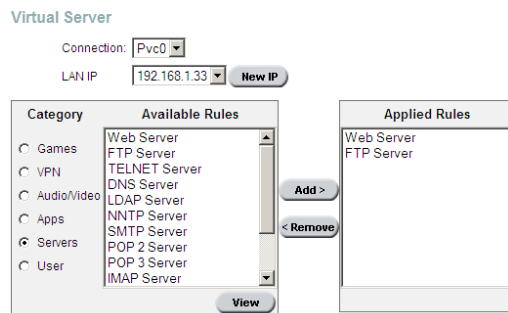 Virtual Server
Connection: Pvc0
LAN IP 192.168.1.33 New IP
Category Available Rules Applied Rules
Games
VPN
Audio/Video
Apps
Servers
User
Web Server
FTP Server
TELNET Server
DNS Server
LDAP Server
NNTP Server
SMTP Server
POP 2 Server
POP 3 Server
IMAP Server
View
Add >
< Remove
Web Server
FTP Server